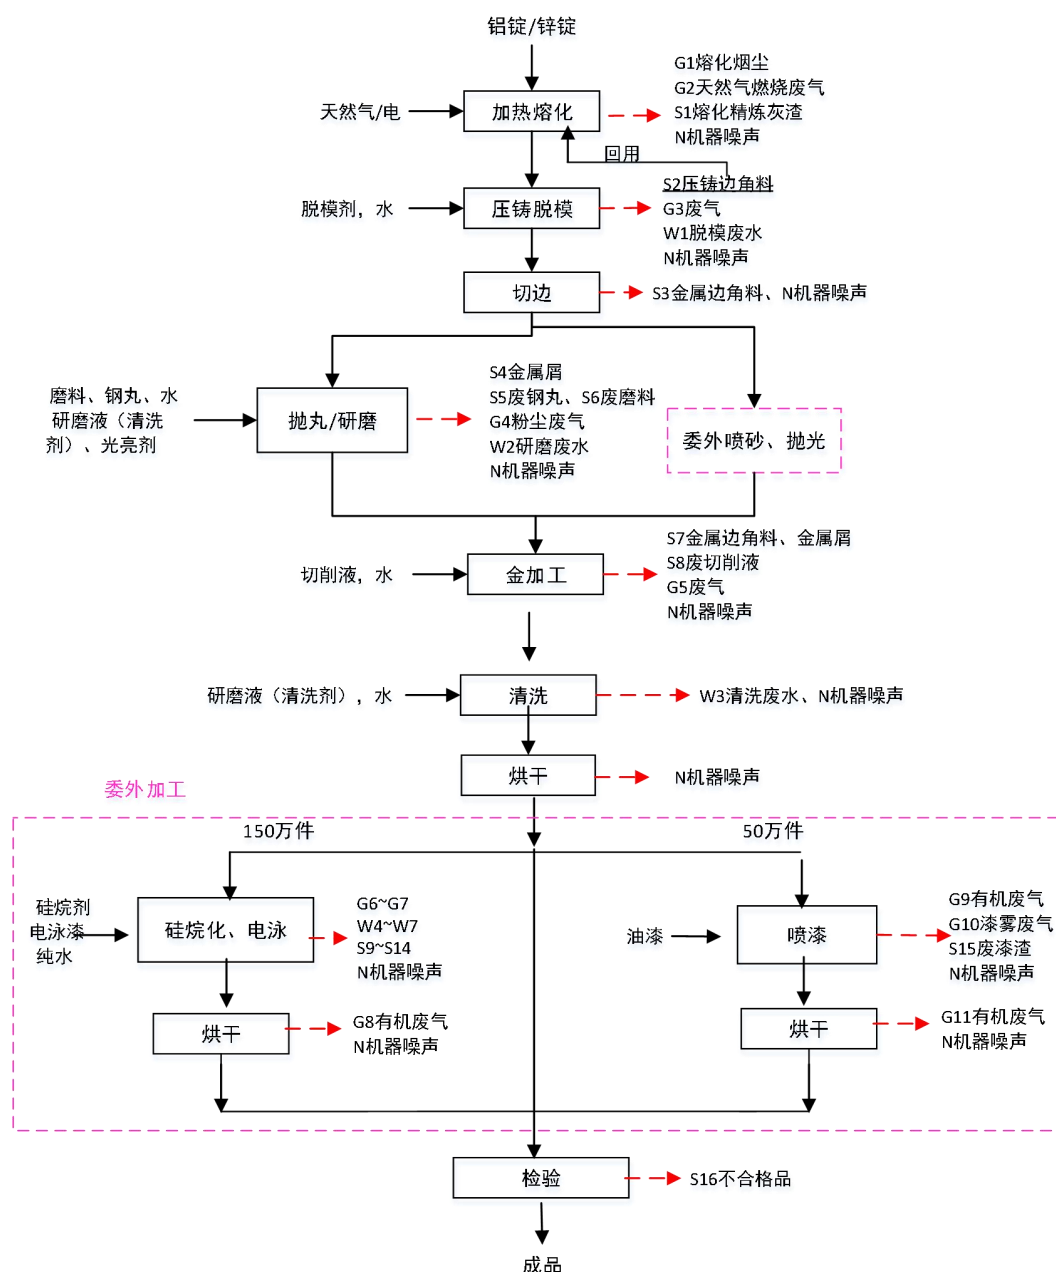 铝锭/锌锭
G1熔化烟尘
G2天然气燃烧废气
S1熔化精炼灰渣
N机器噪声
天然气/电
加热熔化
回用
S2压铸边角料
G3废气
W1脱模废水
N机器噪声
脱模剂，水
压铸脱模
切边
S3金属边角料、N机器噪声
磨料、钢丸、水
研磨液（清洗
剂）、光亮剂
抛丸/研磨
S4金属屑
S5废钢丸、S6废磨料
G4粉尘废气
W2研磨废水
N机器噪声
委外喷砂、抛光
切削液，水
金加工
S7金属边角料、金属屑
S8废切削液
G5废气
N机器噪声
研磨液（清洗剂），水
清洗
W3清洗废水、N机器噪声
烘干
N机器噪声
委外加工
150万件
50万件
硅烷剂
电泳漆
纯水
硅烷化、电泳
G6~G7
W4~W7
S9~S14
N机器噪声
油漆
喷漆
G9有机废气
G10漆雾废气
S15废漆渣
N机器噪声
烘干
G8有机废气
N机器噪声
烘干
G11有机废气
N机器噪声
检验
S16不合格品
成品